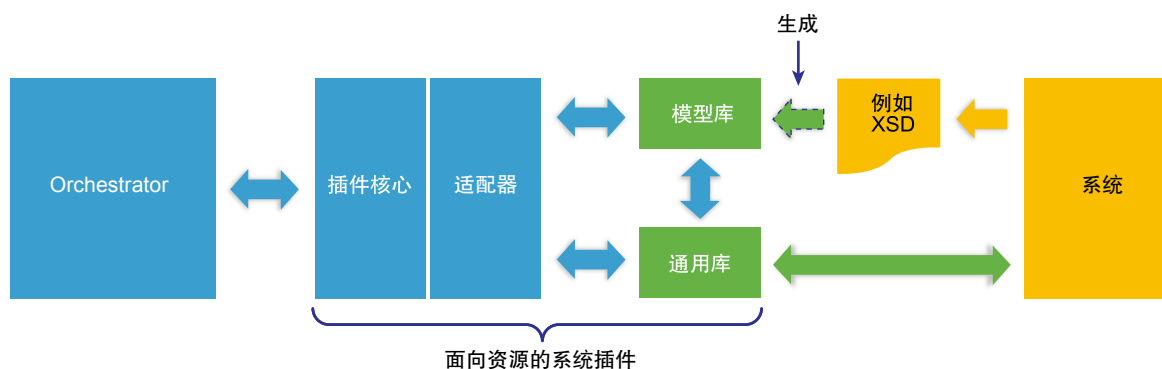 生成
Orchestrator
插件核心
适配器
模型库
例如
XSD
系统
通用库
面向资源的系统插件